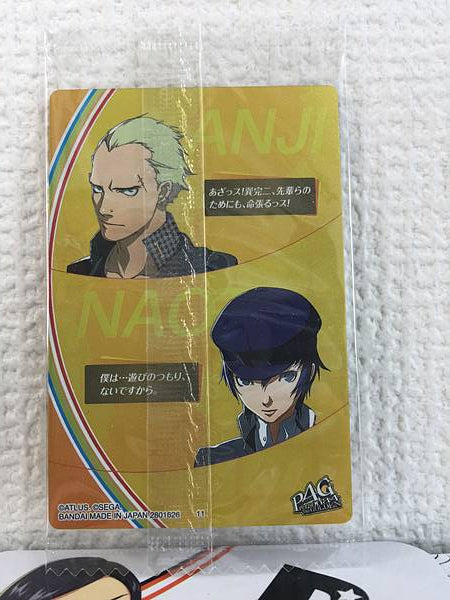 KANJI
あざっス!巽完二、先輩らの
ためにも、命張るっス!
NAO
僕は…遊びのつもり、
ないですから。
P4G
©ATLUS. ©SEGA.
BANDAI MADE IN JAPAN 2801626
11